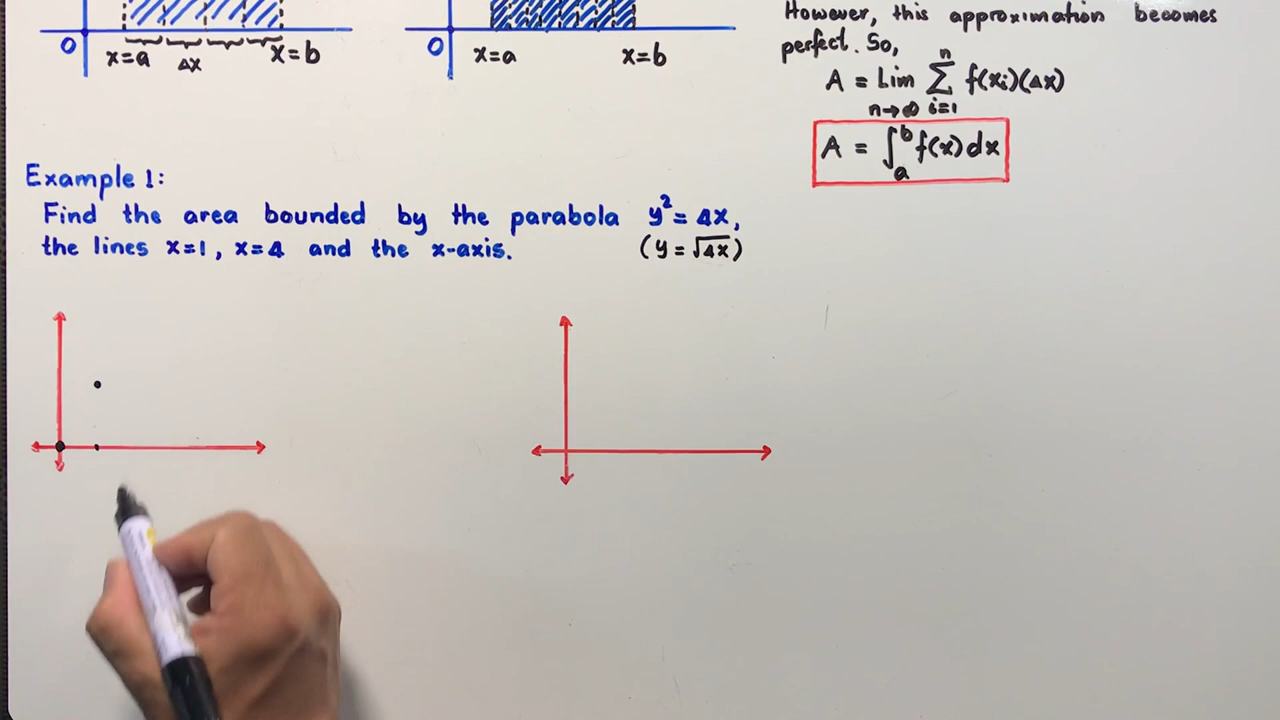 0
x=a
Δx
x=b
0
x=a
x=b
However, this approximation becomes
perfect. So,
A = Lim ∑ f(xᵢ)(Δx)
n→∞ i=1
n
A = ∫ₐᵇ f(x) dx
Example 1:
Find the area bounded by the parabola y² = 4x,
the lines x=1, x=4 and the x-axis. (y = √4x)